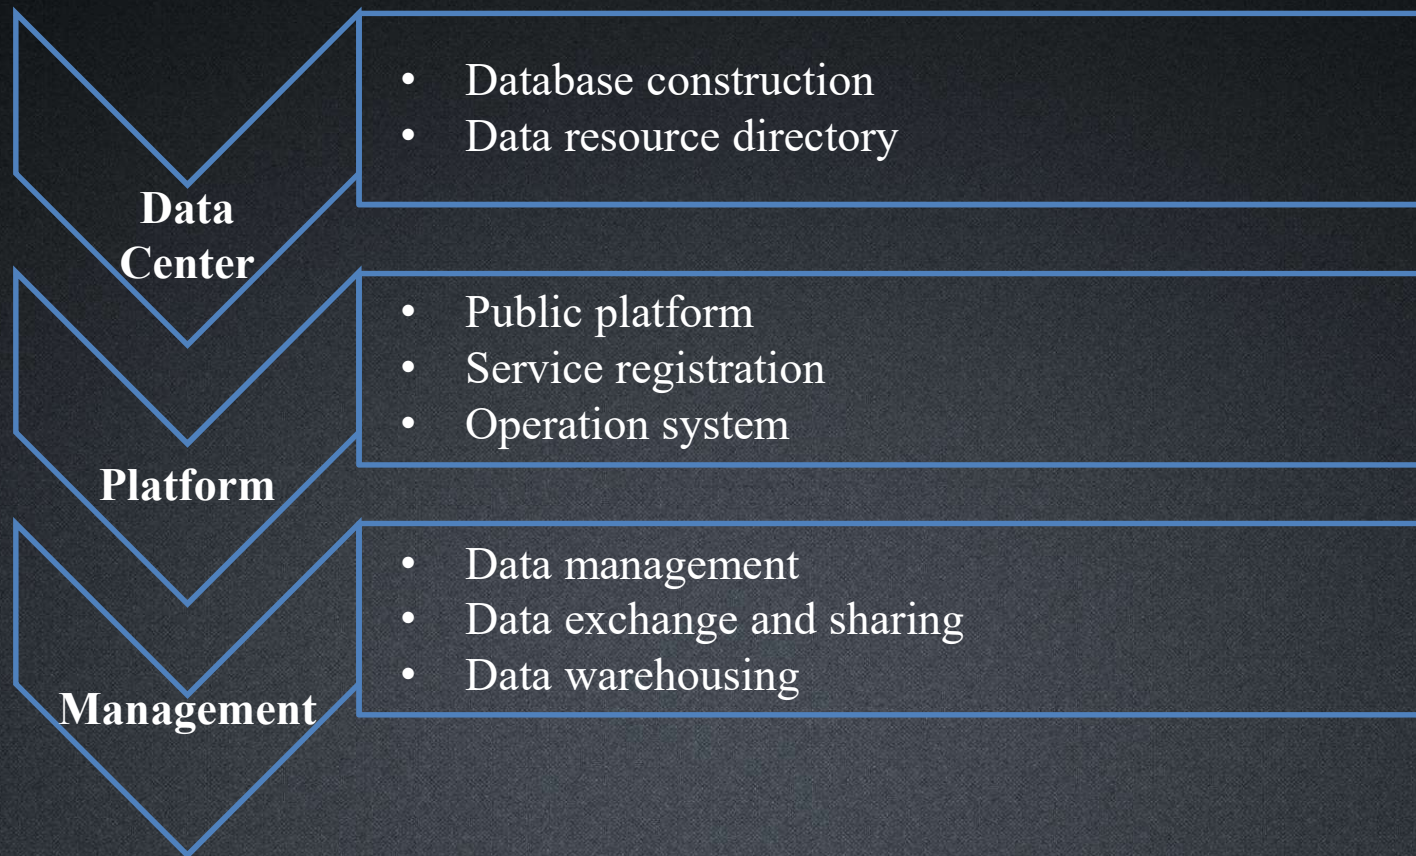 Data
Center
• Database construction
• Data resource directory
Platform
• Public platform
• Service registration
• Operation system
Management
• Data management
• Data exchange and sharing
• Data warehousing